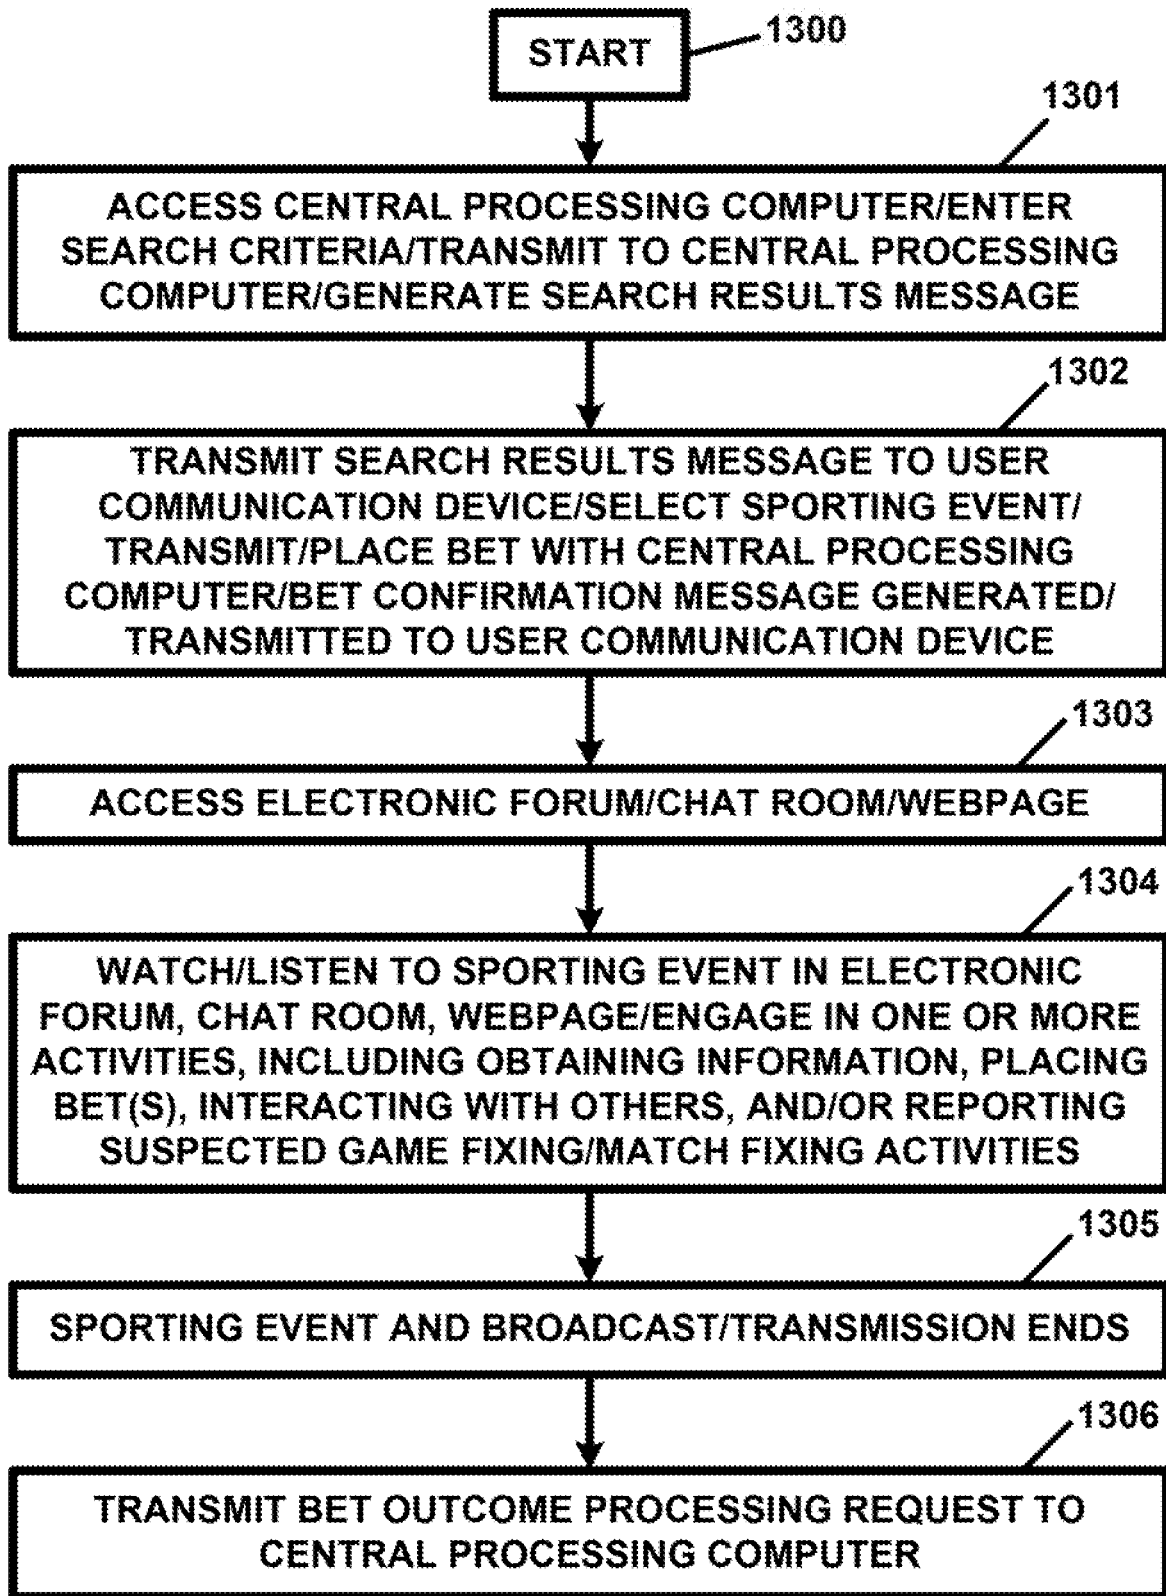 START
1300
1301
ACCESS CENTRAL PROCESSING COMPUTER/ENTER
SEARCH CRITERIA/TRANSMIT TO CENTRAL PROCESSING
COMPUTER/GENERATE SEARCH RESULTS MESSAGE
1302
TRANSMIT SEARCH RESULTS MESSAGE TO USER
COMMUNICATION DEVICE/SELECT SPORTING EVENT/
TRANSMIT/PLACE BET WITH CENTRAL PROCESSING
COMPUTER/BET CONFIRMATION MESSAGE GENERATED/
TRANSMITTED TO USER COMMUNICATION DEVICE
1303
ACCESS ELECTRONIC FORUM/CHAT ROOM/WEBPAGE
1304
WATCH/LISTEN TO SPORTING EVENT IN ELECTRONIC
FORUM, CHAT ROOM, WEBPAGE/ENGAGE IN ONE OR MORE
ACTIVITIES, INCLUDING OBTAINING INFORMATION, PLACING
BET(S), INTERACTING WITH OTHERS, AND/OR REPORTING
SUSPECTED GAME FIXING/MATCH FIXING ACTIVITIES
1305
SPORTING EVENT AND BROADCAST/TRANSMISSION ENDS
1306
TRANSMIT BET OUTCOME PROCESSING REQUEST TO
CENTRAL PROCESSING COMPUTER